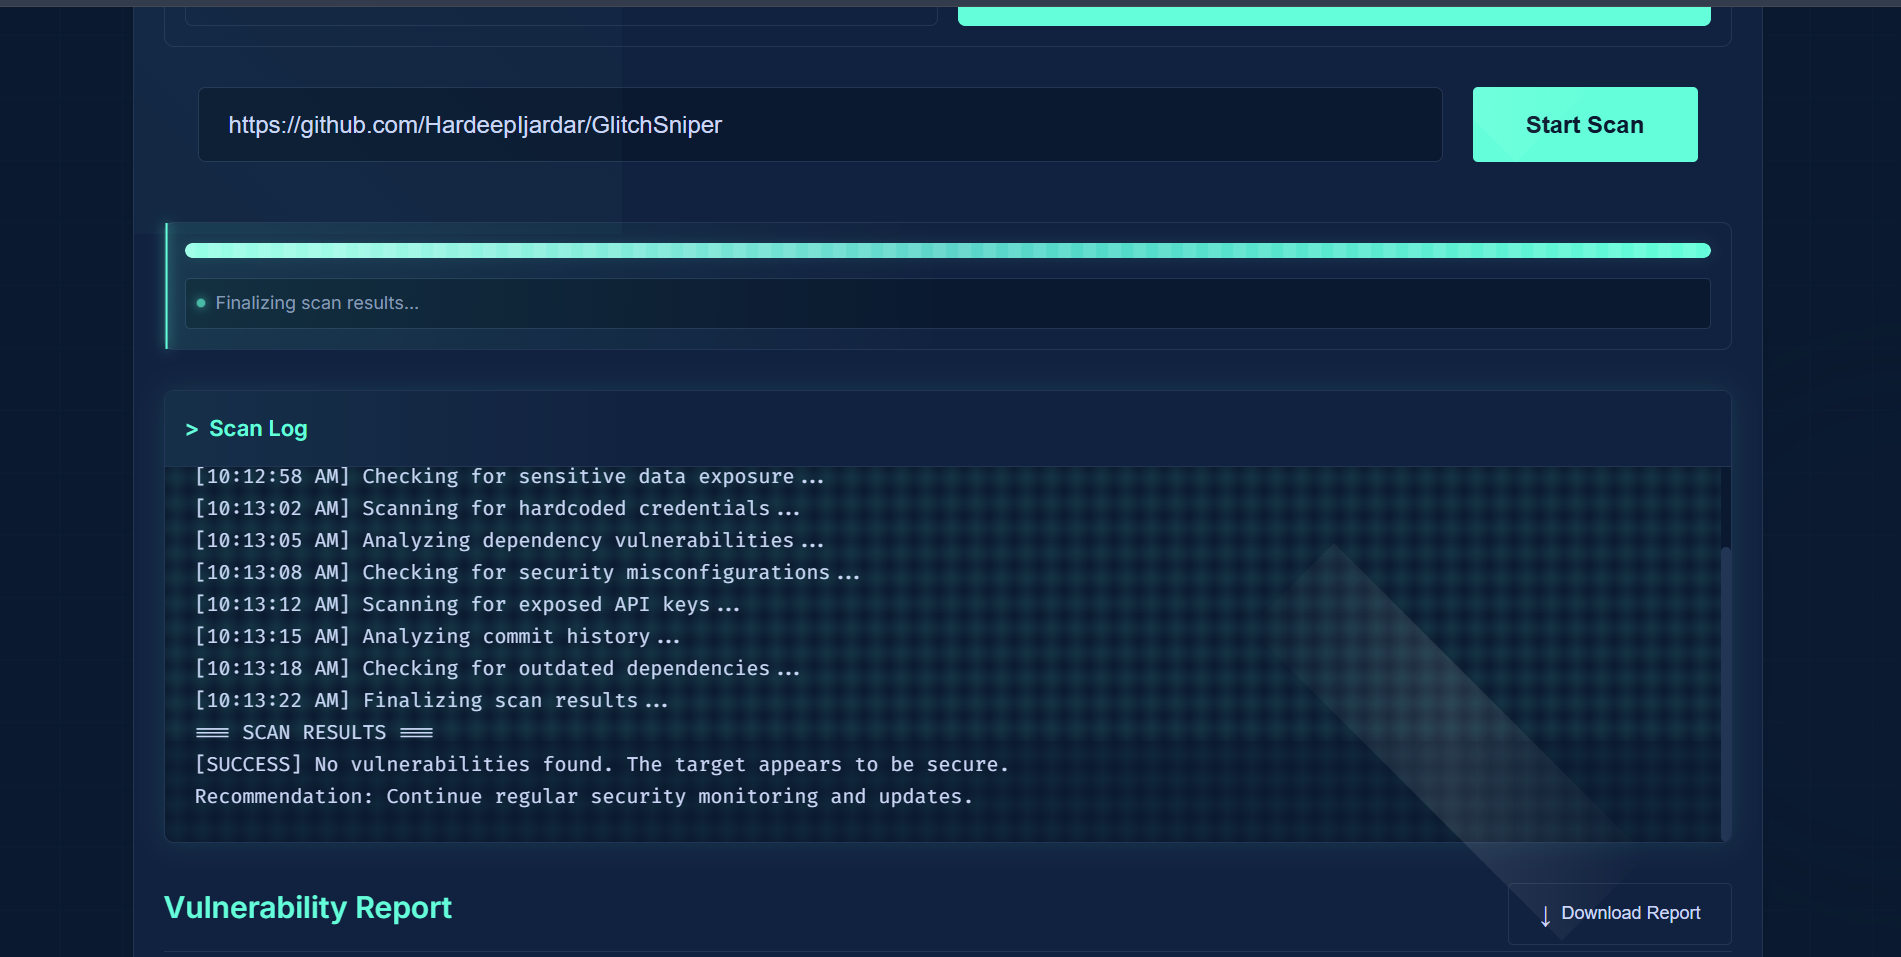 https://github.com/HardeepIjardar/GlitchSniper
Start Scan
Finalizing scan results...
> Scan Log
[10:12:58 AM] Checking for sensitive data exposure...
[10:13:02 AM] Scanning for hardcoded credentials...
[10:13:05 AM] Analyzing dependency vulnerabilities...
[10:13:08 AM] Checking for security misconfigurations...
[10:13:12 AM] Scanning for exposed API keys...
[10:13:15 AM] Analyzing commit history...
[10:13:18 AM] Checking for outdated dependencies...
[10:13:22 AM] Finalizing scan results...
=== SCAN RESULTS ===
[SUCCESS] No vulnerabilities found. The target appears to be secure.
Recommendation: Continue regular security monitoring and updates.
Vulnerability Report
↓ Download Report